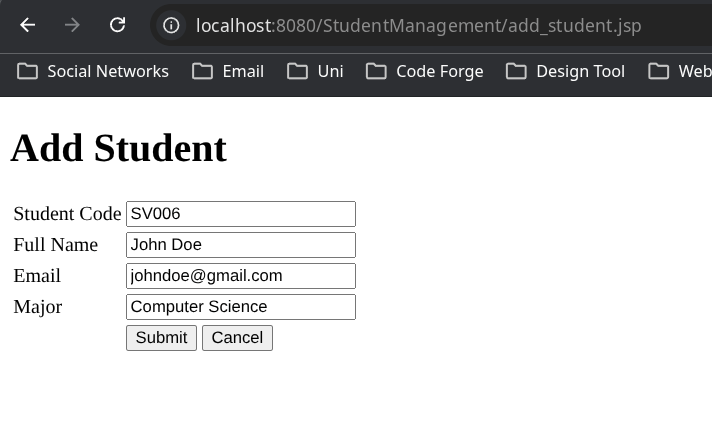 localhost:8080/StudentManagement/add_student.jsp
Social Networks Email Uni Code Forge Design Tool Web
Add Student
Student Code SV006
Full Name John Doe
Email johndoe@gmail.com
Major Computer Science
Submit Cancel